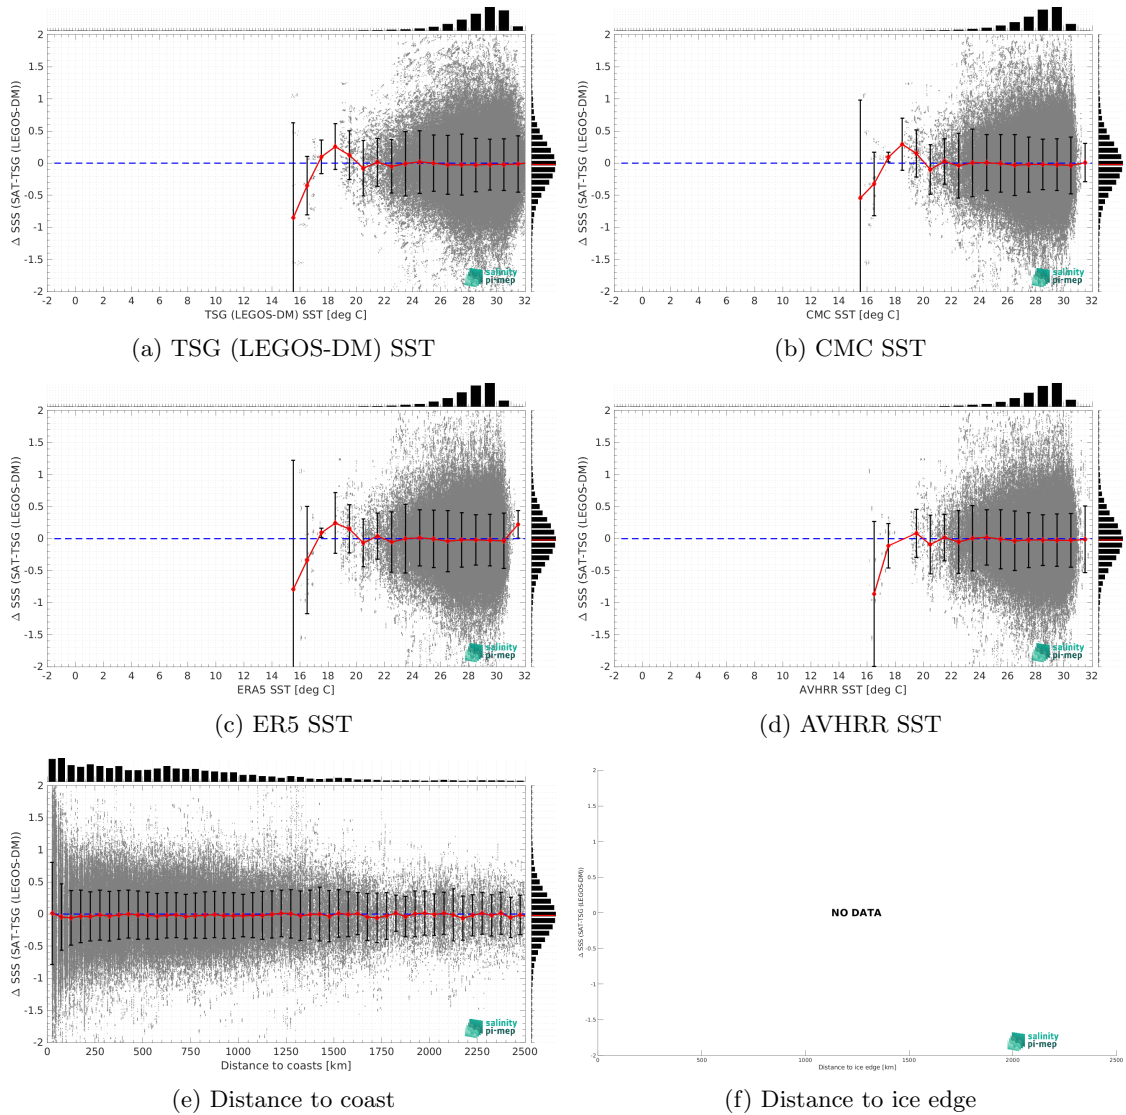 2
1.5
1
0.5
0
-0.5
-1
-1.5
-2
Δ SSS (SAT-TSG (LEGOS-DM))
salinity
pi-mep
-2 0 2 4 6 8 10 12 14 16 18 20 22 24 26 28 30 32
TSG (LEGOS-DM) SST [deg C]
(a) TSG (LEGOS-DM) SST
2
1.5
1
0.5
0
-0.5
-1
-1.5
-2
Δ SSS (SAT-TSG (LEGOS-DM))
salinity
pi-mep
-2 0 2 4 6 8 10 12 14 16 18 20 22 24 26 28 30 32
CMC SST [deg C]
(b) CMC SST
2
1.5
1
0.5
0
-0.5
-1
-1.5
-2
Δ SSS (SAT-TSG (LEGOS-DM))
salinity
pi-mep
-2 0 2 4 6 8 10 12 14 16 18 20 22 24 26 28 30 32
ERA5 SST [deg C]
(c) ER5 SST
2
1.5
1
0.5
0
-0.5
-1
-1.5
-2
Δ SSS (SAT-TSG (LEGOS-DM))
salinity
pi-mep
-2 0 2 4 6 8 10 12 14 16 18 20 22 24 26 28 30 32
AVHRR SST [deg C]
(d) AVHRR SST
2
1.5
1
0.5
0
-0.5
-1
-1.5
-2
Δ SSS (SAT-TSG (LEGOS-DM))
salinity
pi-mep
0 250 500 750 1000 1250 1500 1750 2000 2250 2500
Distance to coasts [km]
(e) Distance to coast
2
1.5
1
0.5
0
-0.5
-1
-1.5
-2
Δ SSS (SAT-TSG (LEGOS-DM))
NO DATA
salinity
pi-mep
0 500 1000 1500 2000 2500
Distance to ice edge [km]
(f) Distance to ice edge